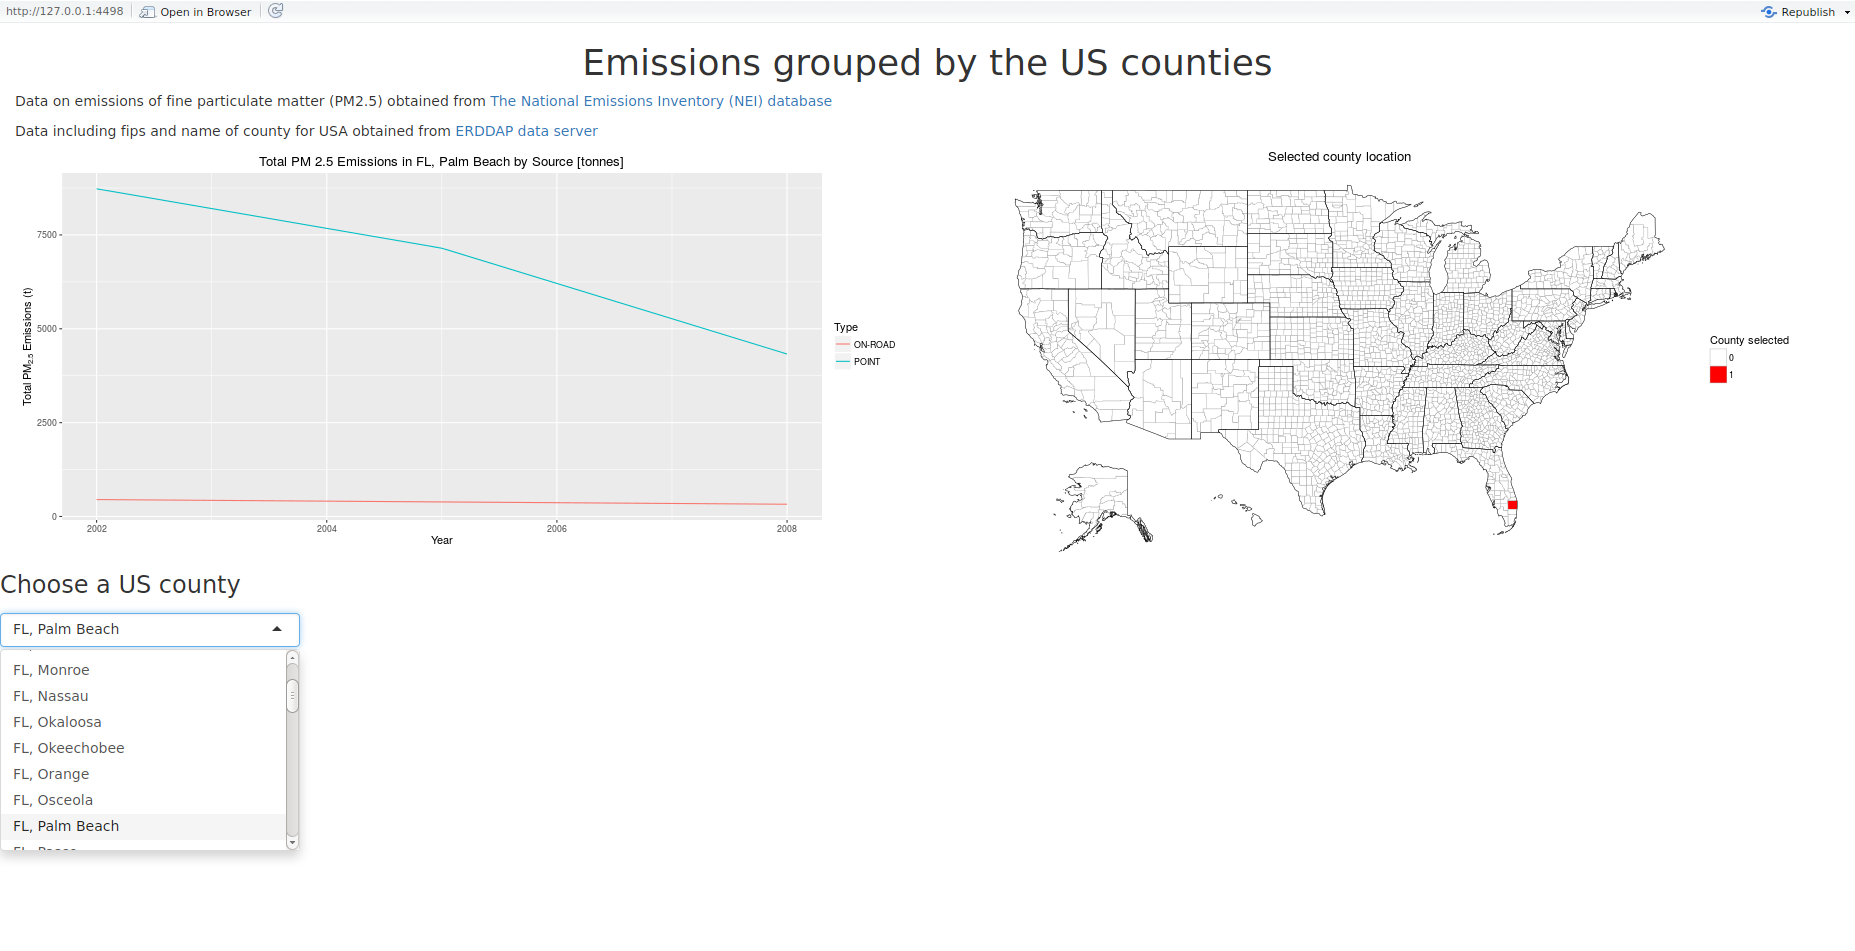 http://127.0.0.1:4498 Open in Browser Republish
Emissions grouped by the US counties
Data on emissions of fine particulate matter (PM2.5) obtained from The National Emissions Inventory (NEI) database
Data including fips and name of county for USA obtained from ERDDAP data server
Total PM 2.5 Emissions in FL, Palm Beach by Source [tonnes]
Total PM2.5 Emissions (t)
7500
5000
2500
0
2002 2004 2006 2008
Year
Type
ON-ROAD
POINT
Selected county location
County selected
0
1
Choose a US county
FL, Palm Beach
FL, Monroe
FL, Nassau
FL, Okaloosa
FL, Okeechobee
FL, Orange
FL, Osceola
FL, Palm Beach